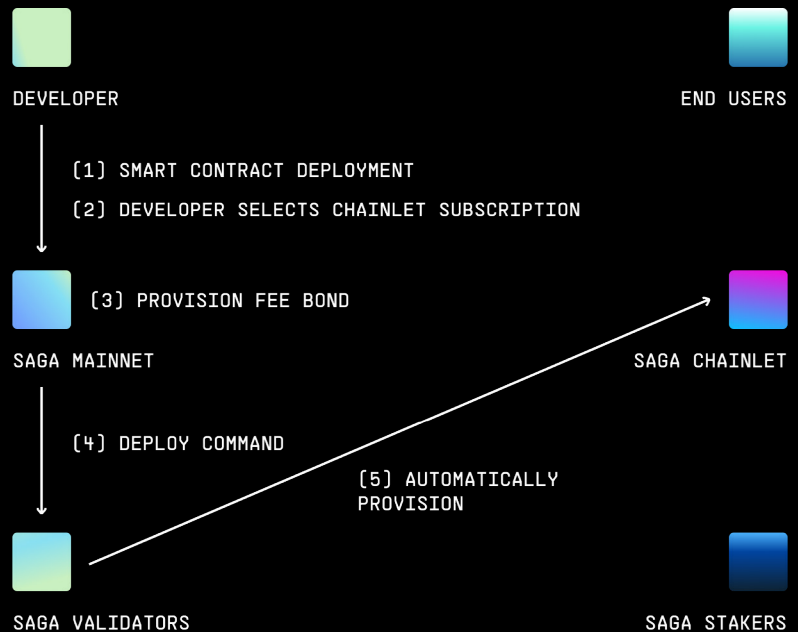 DEVELOPER
END USERS
(1) SMART CONTRACT DEPLOYMENT
(2) DEVELOPER SELECTS CHAINLET SUBSCRIPTION
(3) PROVISION FEE BOND
SAGA MAINNET
SAGA CHAINLET
(4) DEPLOY COMMAND
(5) AUTOMATICALLY
PROVISION
SAGA VALIDATORS
SAGA STAKERS